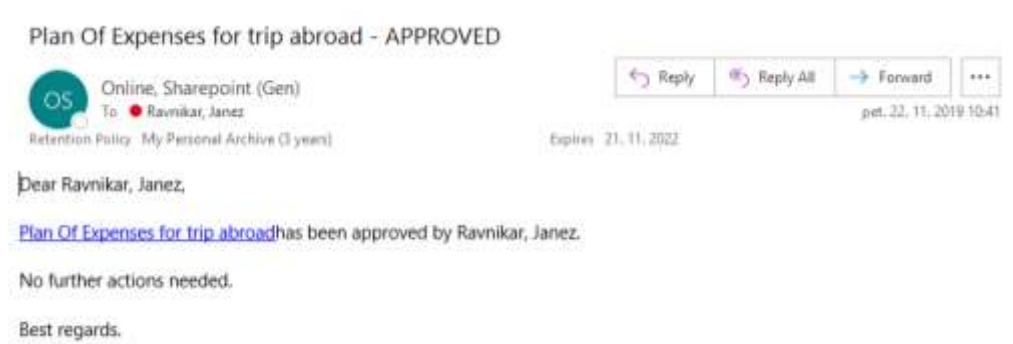 Plan Of Expenses for trip abroad - APPROVED
Reply Reply All Forward
OS
Online, Sharepoint (Gen)
To Ravnikar, Janez
pet. 22. 11. 2019 10:41
Retention Policy My Personal Archive (3 years) Expires 21. 11. 2022
Dear Ravnikar, Janez,
Plan Of Expenses for trip abroadhas been approved by Ravnikar, Janez.
No further actions needed.
Best regards.